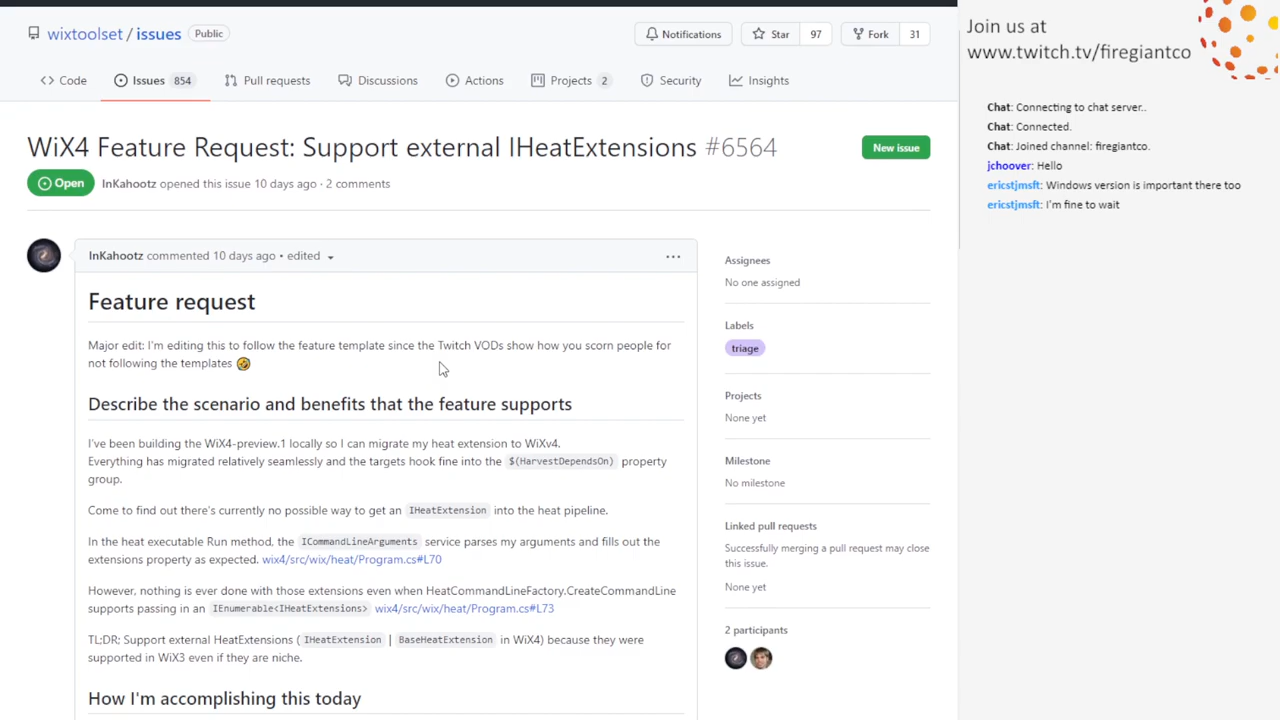 wixtoolset / issues Public
Notifications Star 97 Fork 31
Code Issues 854 Pull requests Discussions Actions Projects 2 Security Insights
WiX4 Feature Request: Support external IHeatExtensions #6564
New issue
Open InKahootz opened this issue 10 days ago · 2 comments
InKahootz commented 10 days ago • edited
Feature request
Major edit: I'm editing this to follow the feature template since the Twitch VODs show how you scorn people for
not following the templates 🤣
Describe the scenario and benefits that the feature supports
I've been building the WiX4-preview.1 locally so I can migrate my heat extension to WiXv4.
Everything has migrated relatively seamlessly and the targets hook fine into the $(HarvestDependsOn) property
group.
Come to find out there's currently no possible way to get an IHeatExtension into the heat pipeline.
In the heat executable Run method, the ICommandLineArguments service parses my arguments and fills out the
extensions property as expected. wix4/src/wix/heat/Program.cs#L70
However, nothing is ever done with those extensions even when HeatCommandLineFactory.CreateCommandLine
supports passing in an IEnumerable<IHeatExtensions> wix4/src/wix/heat/Program.cs#L73
TL;DR; Support external HeatExtensions ( IHeatExtension | BaseHeatExtension in WiX4) because they were
supported in WiX3 even if they are niche.
How I'm accomplishing this today
Assignees
No one assigned
Labels
triage
Projects
None yet
Milestone
No milestone
Linked pull requests
Successfully merging a pull request may close
this issue.
None yet
2 participants
Join us at
www.twitch.tv/firegiantco
Chat: Connecting to chat server..
Chat: Connected.
Chat: Joined channel: firegiantco.
jchoover: Hello
ericstjmsft: Windows version is important there too
ericstjmsft: I'm fine to wait